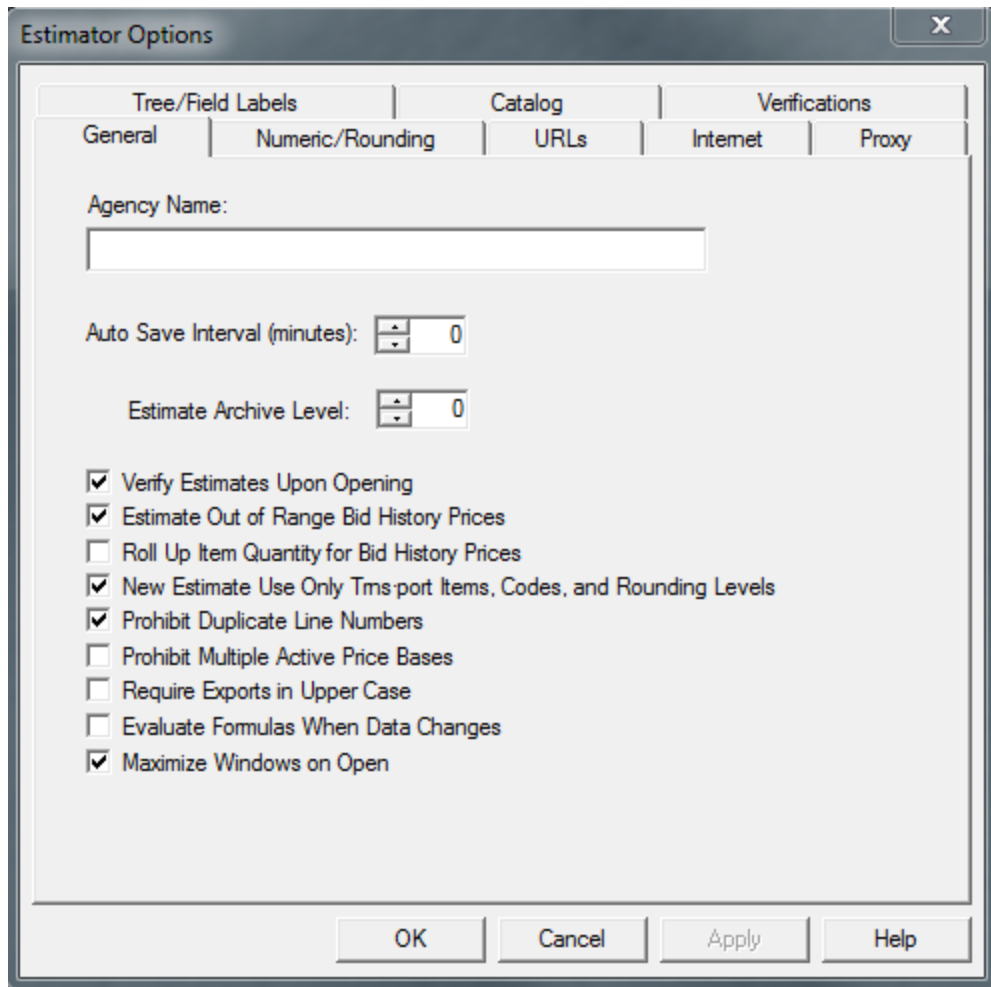 Estimator Options
X
Tree/Field Labels Catalog Verifications
General Numeric/Rounding URLs Internet Proxy
Agency Name:
Auto Save Interval (minutes): 0
Estimate Archive Level: 0
Verify Estimates Upon Opening
Estimate Out of Range Bid History Prices
Roll Up Item Quantity for Bid History Prices
New Estimate Use Only Trns·port Items, Codes, and Rounding Levels
Prohibit Duplicate Line Numbers
Prohibit Multiple Active Price Bases
Require Exports in Upper Case
Evaluate Formulas When Data Changes
Maximize Windows on Open
OK Cancel Apply Help